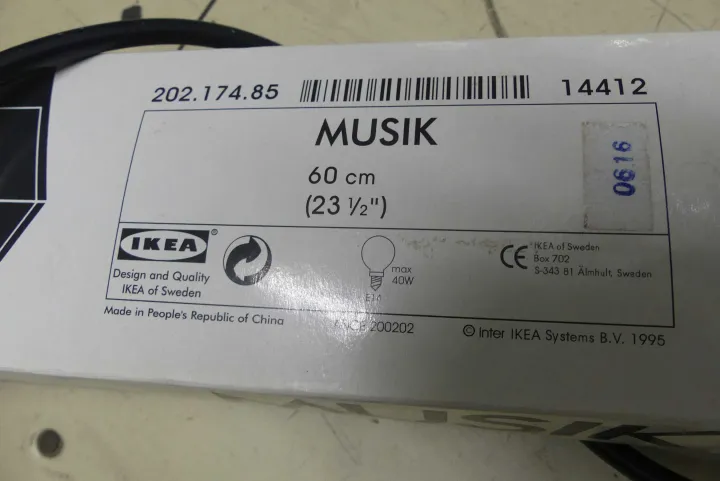 202.174.85
14412
MUSIK
60 cm
(23 ½")
0616
IKEA®
Design and Quality
IKEA of Sweden
max
40W
E14
CE
IKEA of Sweden
Box 702
S-343 81 Älmhult, Sweden
Made in People's Republic of China
200202
© Inter IKEA Systems B.V. 1995
MUSIK